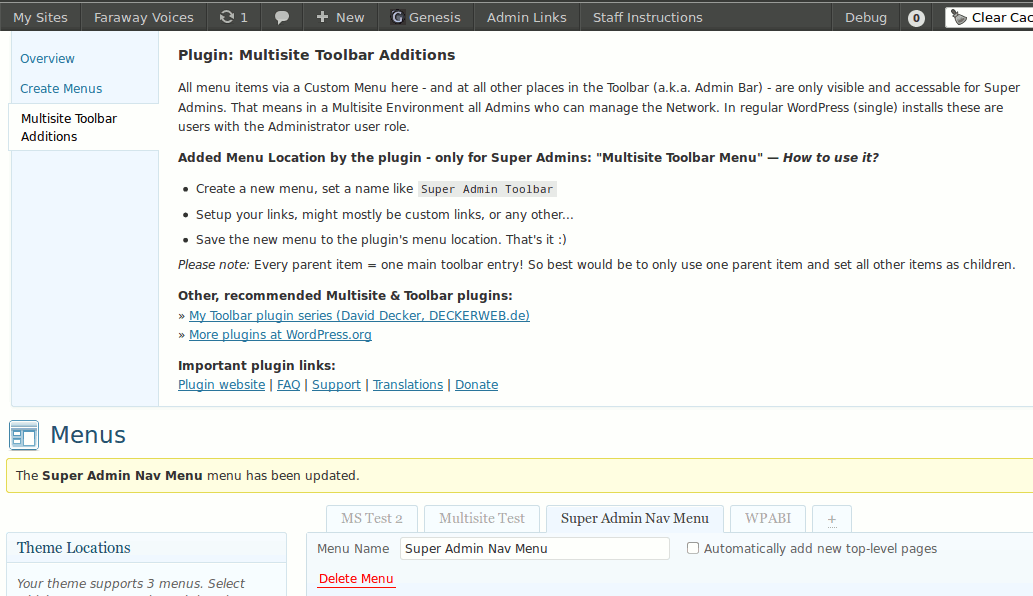 My Sites Faraway Voices 1 New Genesis Admin Links Staff Instructions Debug 0 Clear Cac
Overview
Create Menus
Multisite Toolbar
Additions
Plugin: Multisite Toolbar Additions
All menu items via a Custom Menu here - and at all other places in the Toolbar (a.k.a. Admin Bar) - are only visible and accessable for Super
Admins. That means in a Multisite Environment all Admins who can manage the Network. In regular WordPress (single) installs these are
users with the Administrator user role.
Added Menu Location by the plugin - only for Super Admins: "Multisite Toolbar Menu" — How to use it?
• Create a new menu, set a name like Super Admin Toolbar
• Setup your links, might mostly be custom links, or any other...
• Save the new menu to the plugin's menu location. That's it :)
Please note: Every parent item = one main toolbar entry! So best would be to only use one parent item and set all other items as children.
Other, recommended Multisite & Toolbar plugins:
» My Toolbar plugin series (David Decker, DECKERWEB.de)
» More plugins at WordPress.org
Important plugin links:
Plugin website | FAQ | Support | Translations | Donate
Menus
The Super Admin Nav Menu menu has been updated.
MS Test 2 Multisite Test Super Admin Nav Menu WPABI +
Theme Locations
Your theme supports 3 menus. Select
Menu Name Super Admin Nav Menu Automatically add new top-level pages
Delete Menu